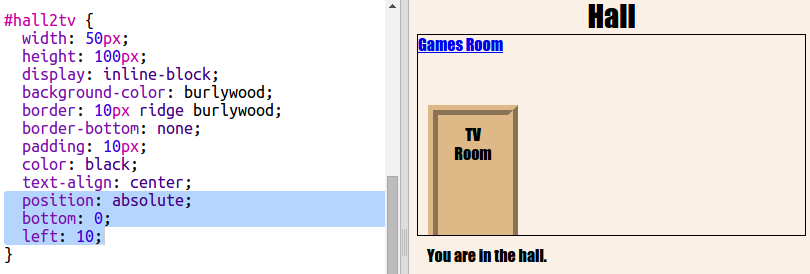 #hall2tv {
width: 50px;
height: 100px;
display: inline-block;
background-color: burlywood;
border: 10px ridge burlywood;
border-bottom: none;
padding: 10px;
color: black;
text-align: center;
position: absolute;
bottom: 0;
left: 10;
}
Hall
Games Room
TV
Room
You are in the hall.